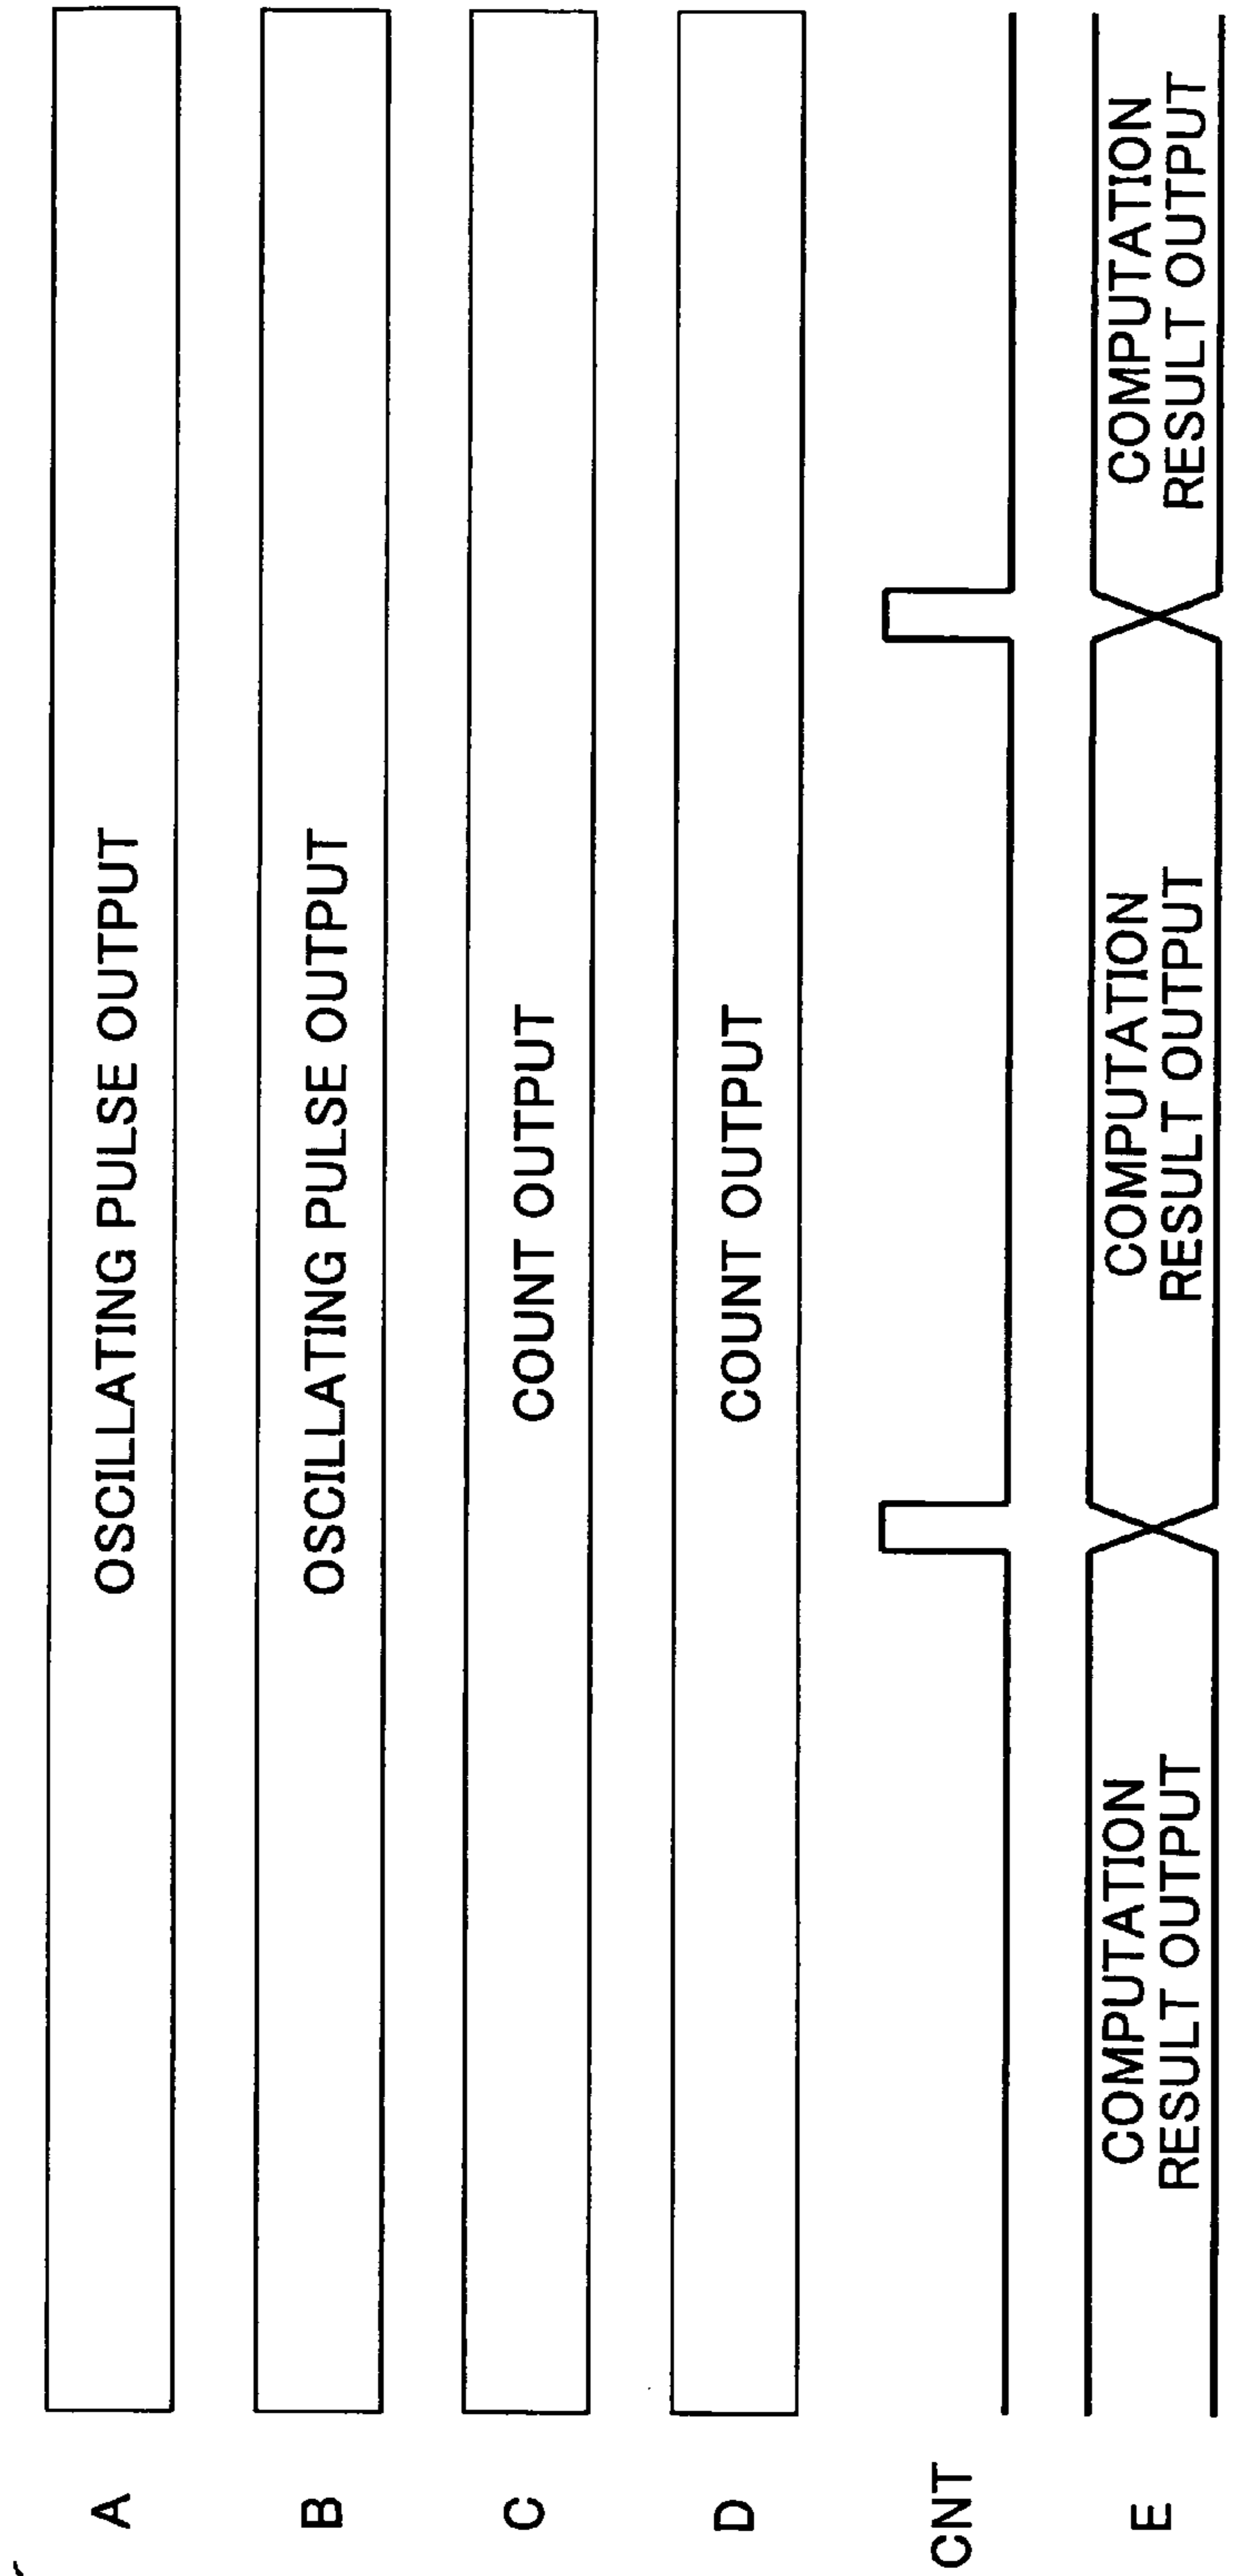 A
OSCILLATING PULSE OUTPUT
B
OSCILLATING PULSE OUTPUT
C
COUNT OUTPUT
D
COUNT OUTPUT
CNT
E
COMPUTATION
RESULT OUTPUT
COMPUTATION
RESULT OUTPUT
COMPUTATION
RESULT OUTPUT